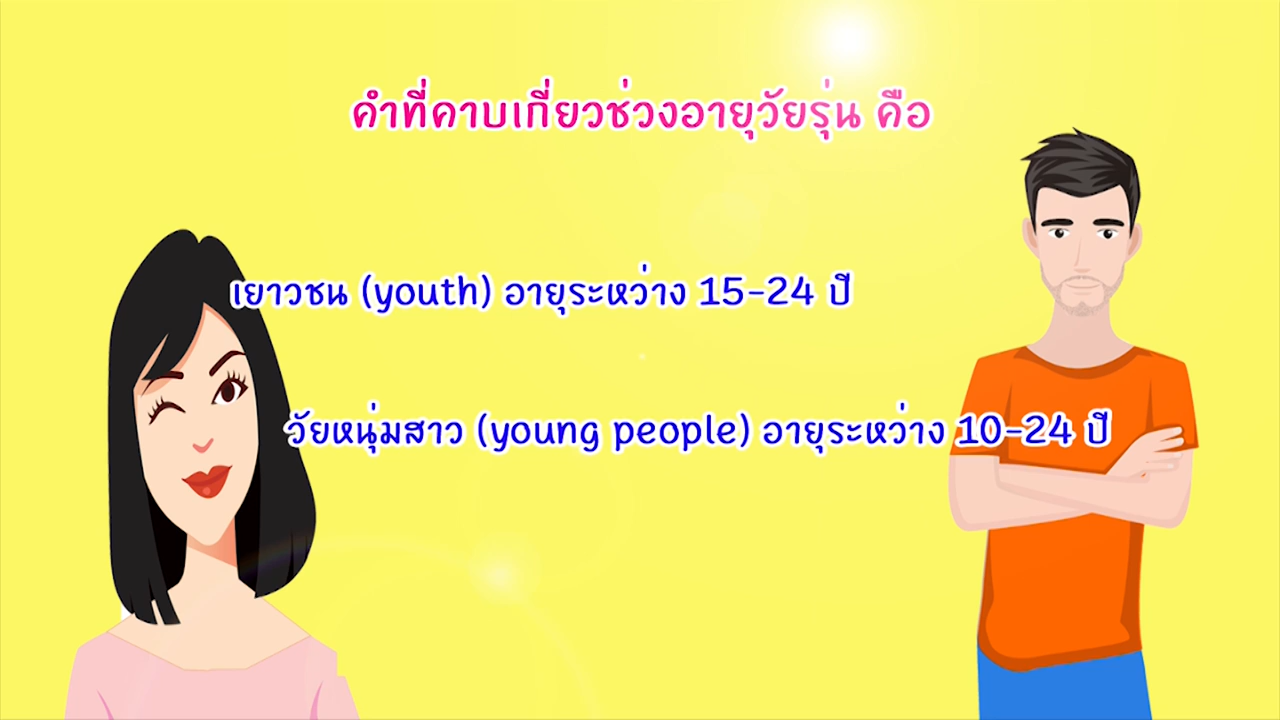 คำที่คาบเกี่ยวช่วงอายุวัยรุ่น คือ
เยาวชน (youth) อายุระหว่าง 15-24 ปี
วัยหนุ่มสาว (young people) อายุระหว่าง 10-24 ปี